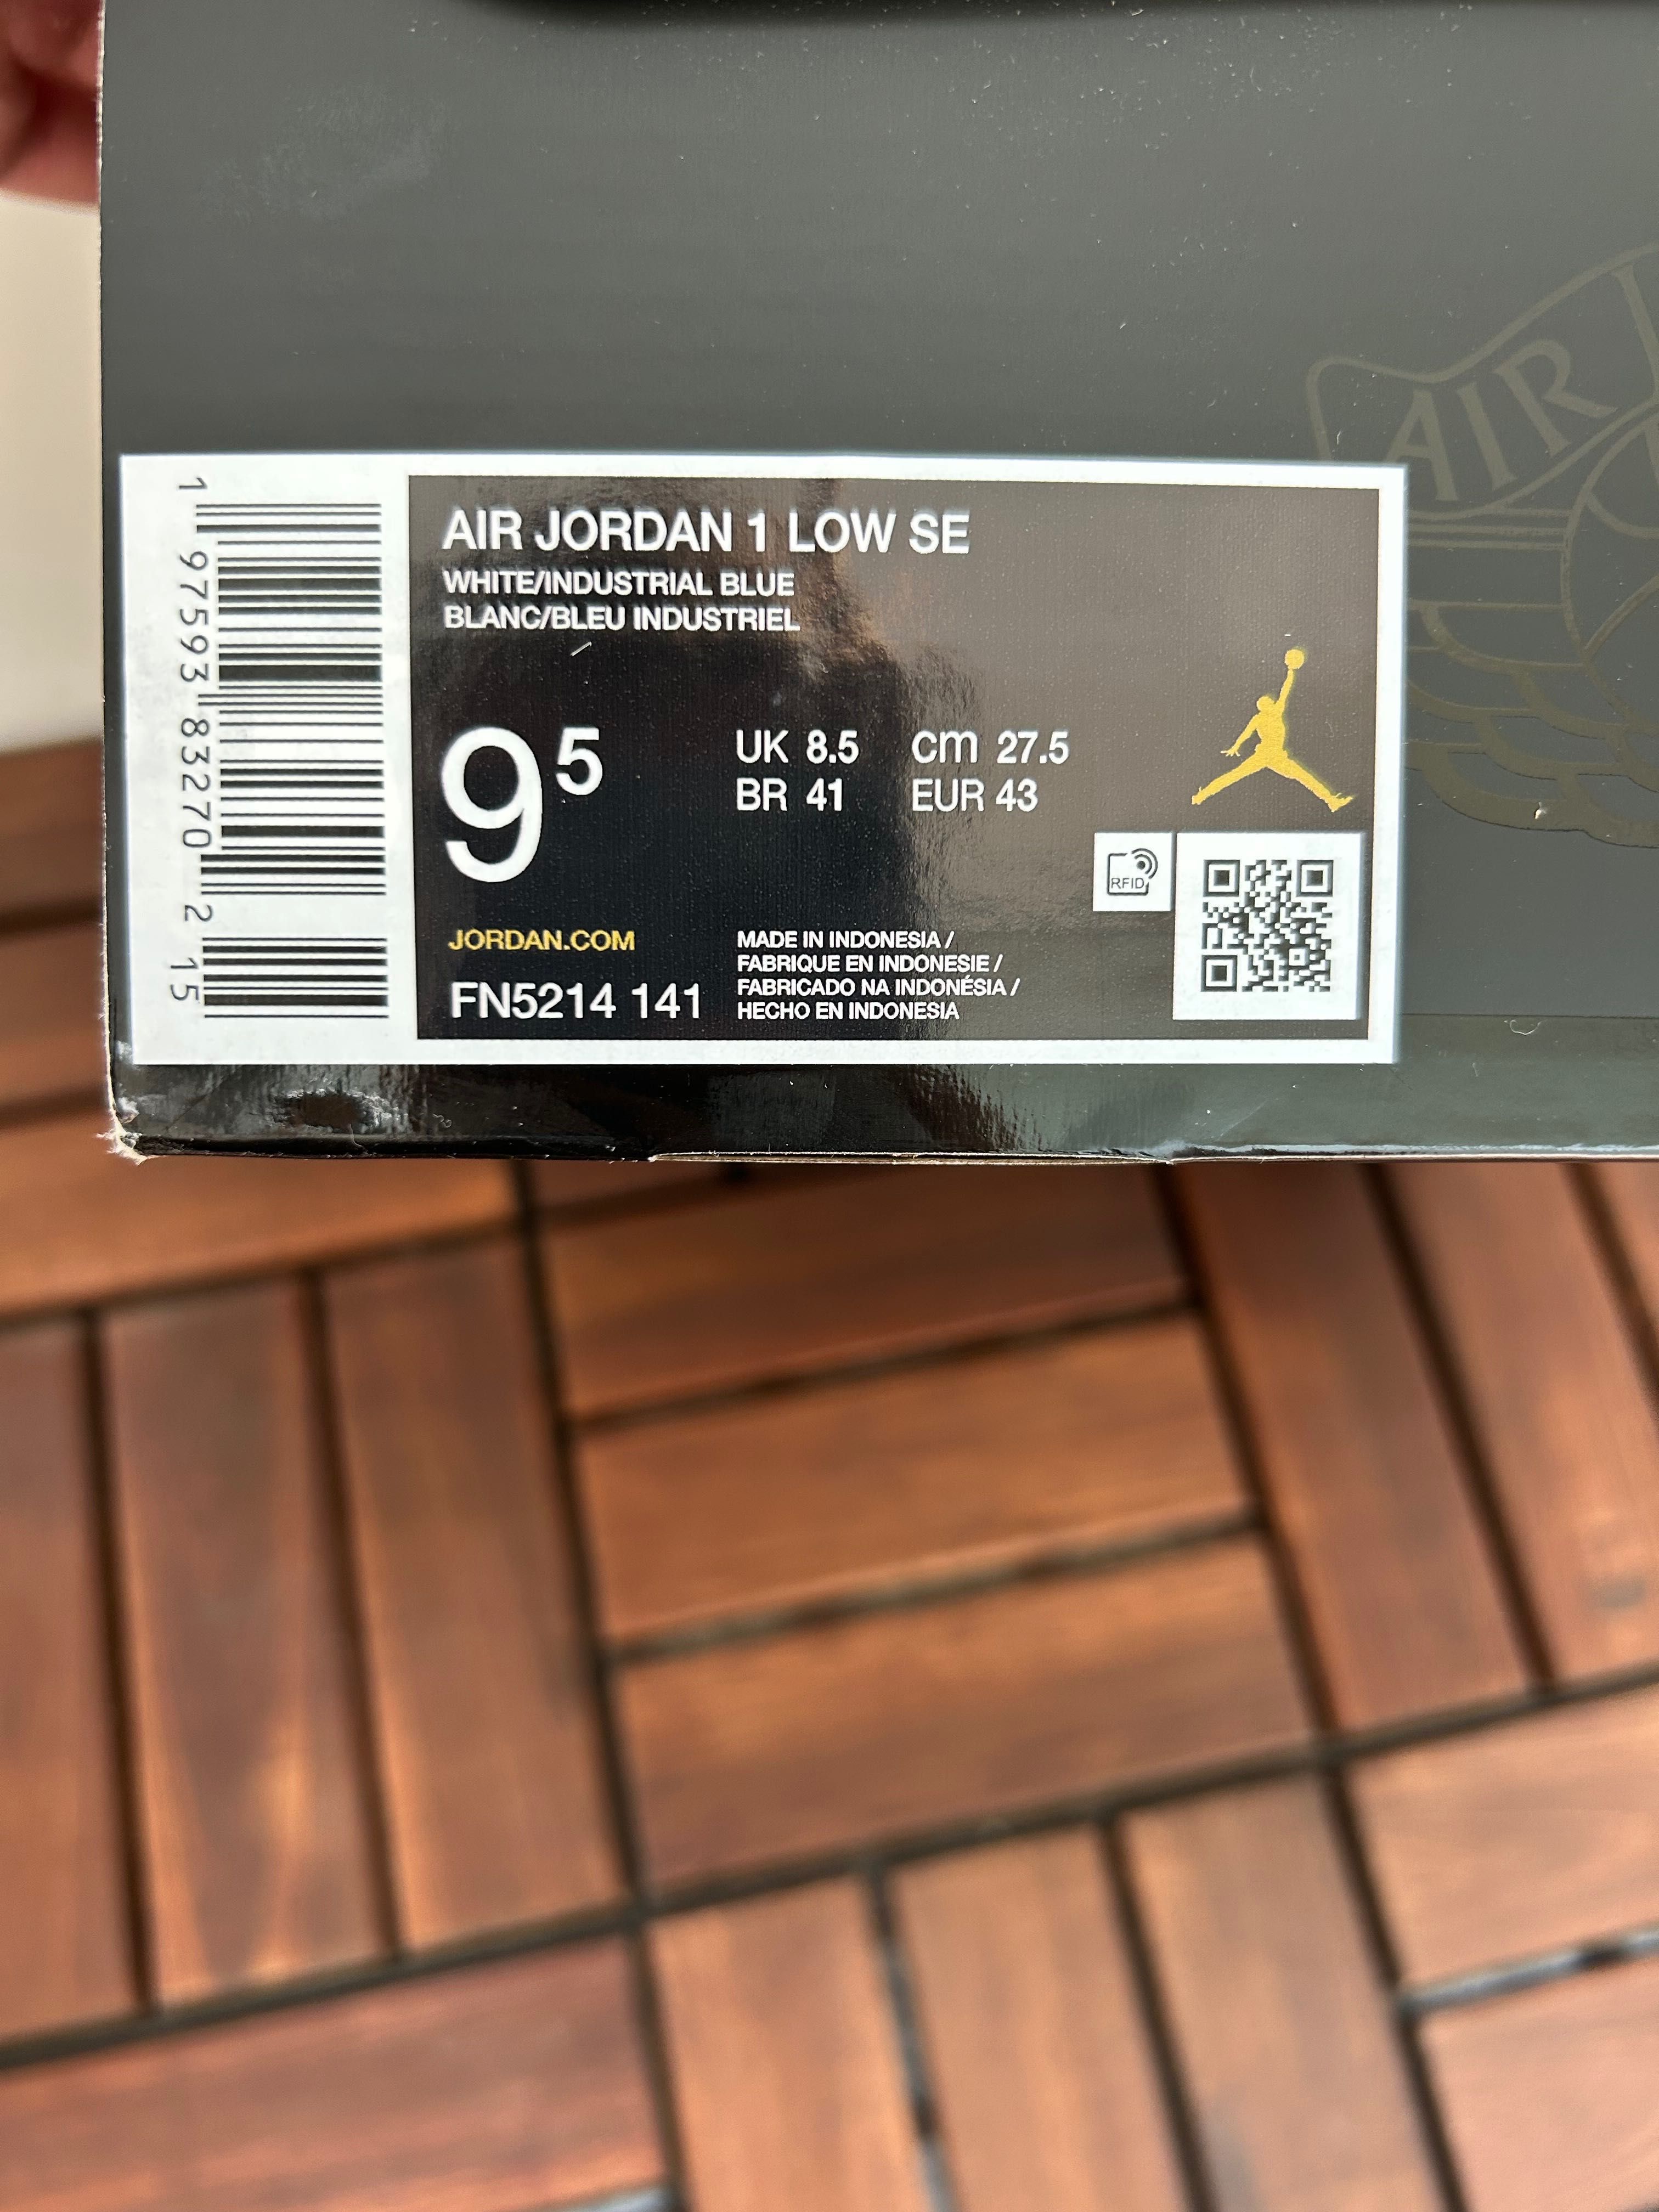 AIR
AIR JORDAN 1 LOW SE
WHITE/INDUSTRIAL BLUE
BLANC/BLEU INDUSTRIEL
9 5
UK 8.5 cm 27.5
BR 41 EUR 43
RFID
JORDAN.COM
FN5214 141
MADE IN INDONESIA /
FABRIQUE EN INDONESIE /
FABRICADO NA INDONÉSIA /
HECHO EN INDONESIA
1 97593 83270 2 15